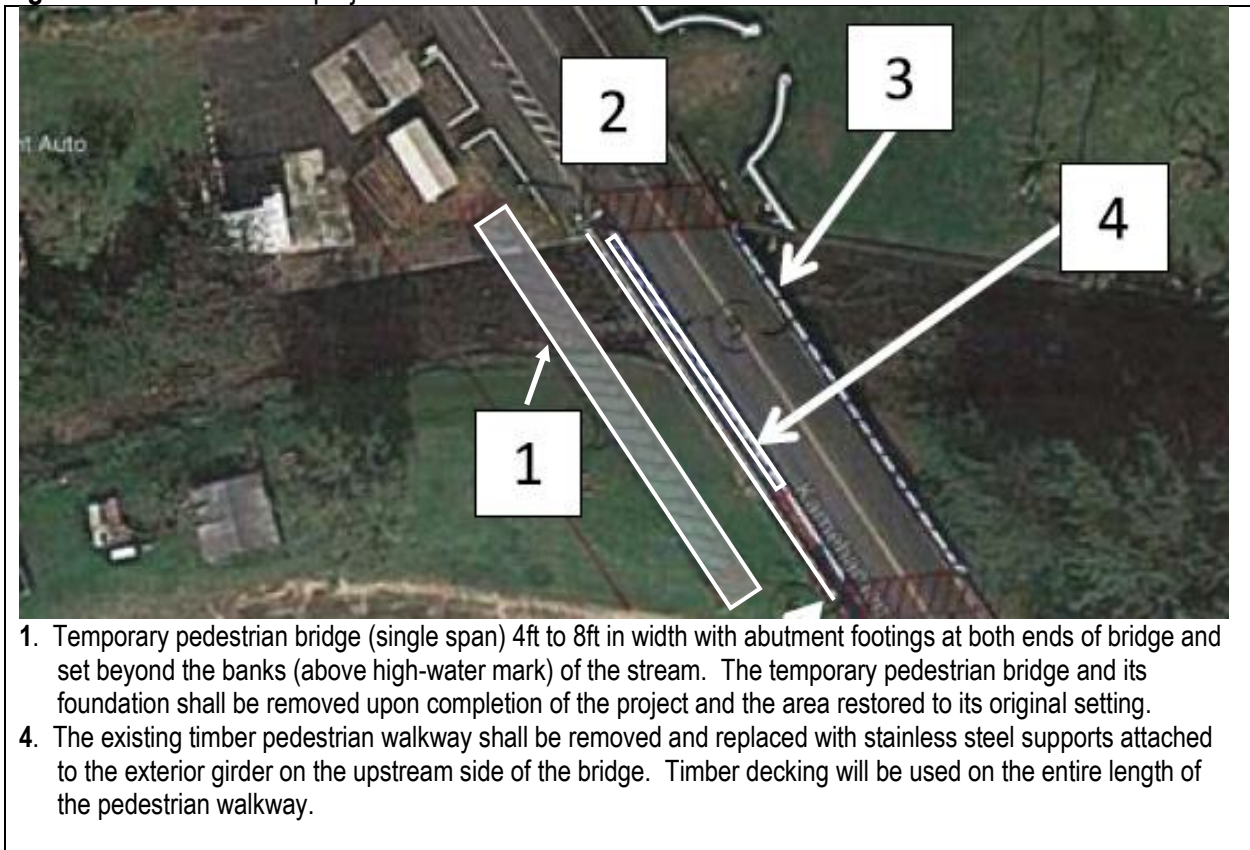 nt Auto
2
3
4
1
1. Temporary pedestrian bridge (single span) 4ft to 8ft in width with abutment footings at both ends of bridge and
set beyond the banks (above high-water mark) of the stream. The temporary pedestrian bridge and its
foundation shall be removed upon completion of the project and the area restored to its original setting.
4. The existing timber pedestrian walkway shall be removed and replaced with stainless steel supports attached
to the exterior girder on the upstream side of the bridge. Timber decking will be used on the entire length of
the pedestrian walkway.